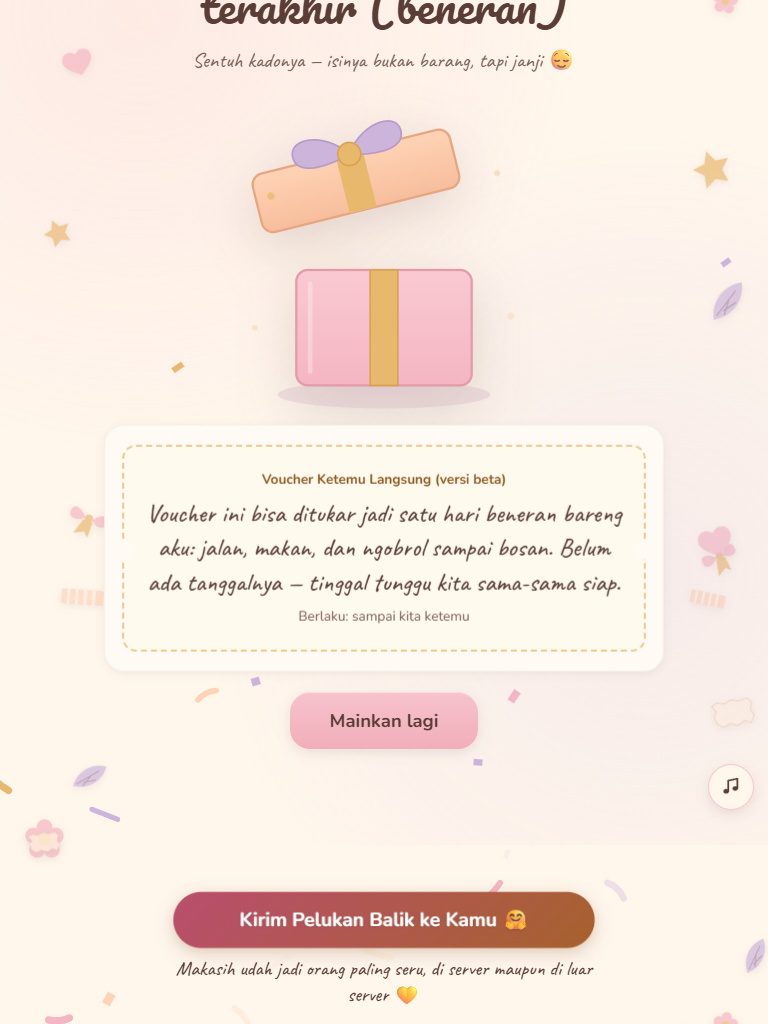 terakhir (beneran)
Sentuh kadonya — isinya bukan barang, tapi janji 😌
Voucher Ketemu Langsung (versi beta)
Voucher ini bisa ditukar jadi satu hari beneran bareng
aku: jalan, makan, dan ngobrol sampai bosan. Belum
ada tanggalnya — tinggal tunggu kita sama-sama siap.
Berlaku: sampai kita ketemu
Mainkan lagi
Kirim Pelukan Balik ke Kamu 🤗
Makasih udah jadi orang paling seru, di server maupun di luar
server 💛